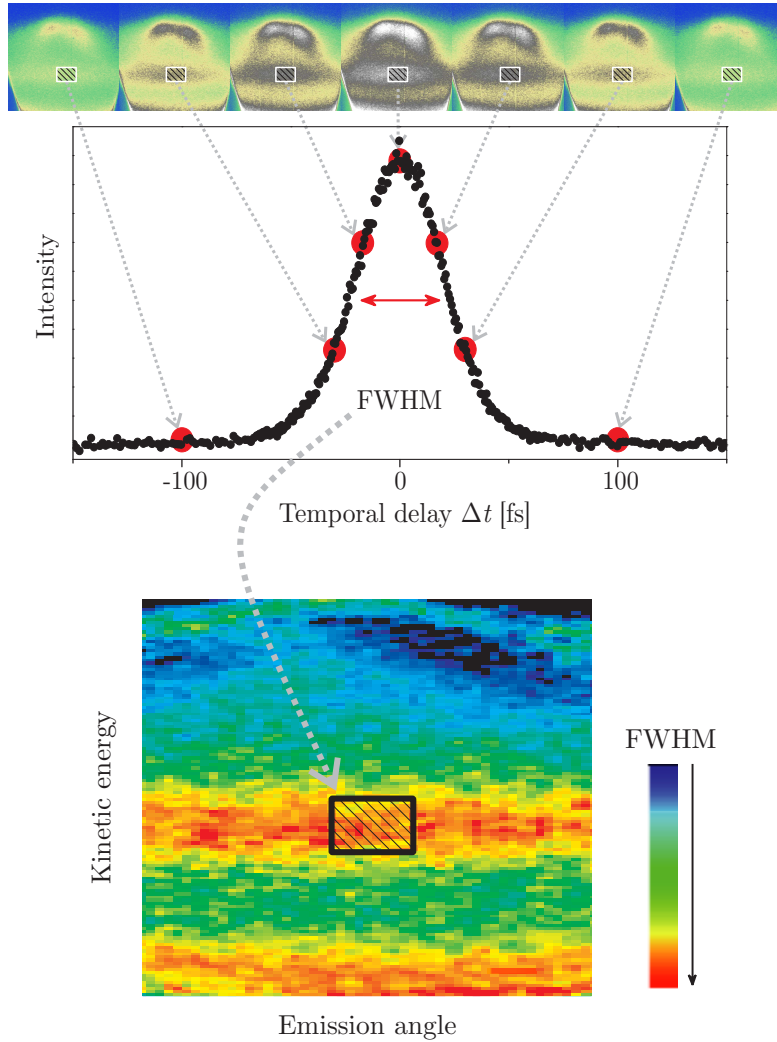 Intensity
FWHM
-100
0
100
Temporal delay Δt [fs]
Kinetic energy
FWHM
Emission angle